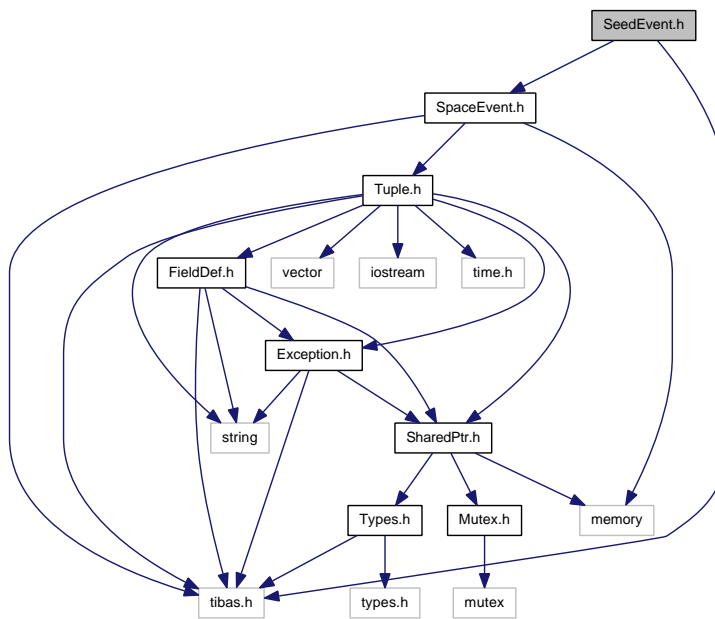 SeedEvent.h
SpaceEvent.h
Tuple.h
FieldDef.h
vector
iostream
time.h
Exception.h
string
SharedPtr.h
Types.h
Mutex.h
memory
tibas.h
types.h
mutex